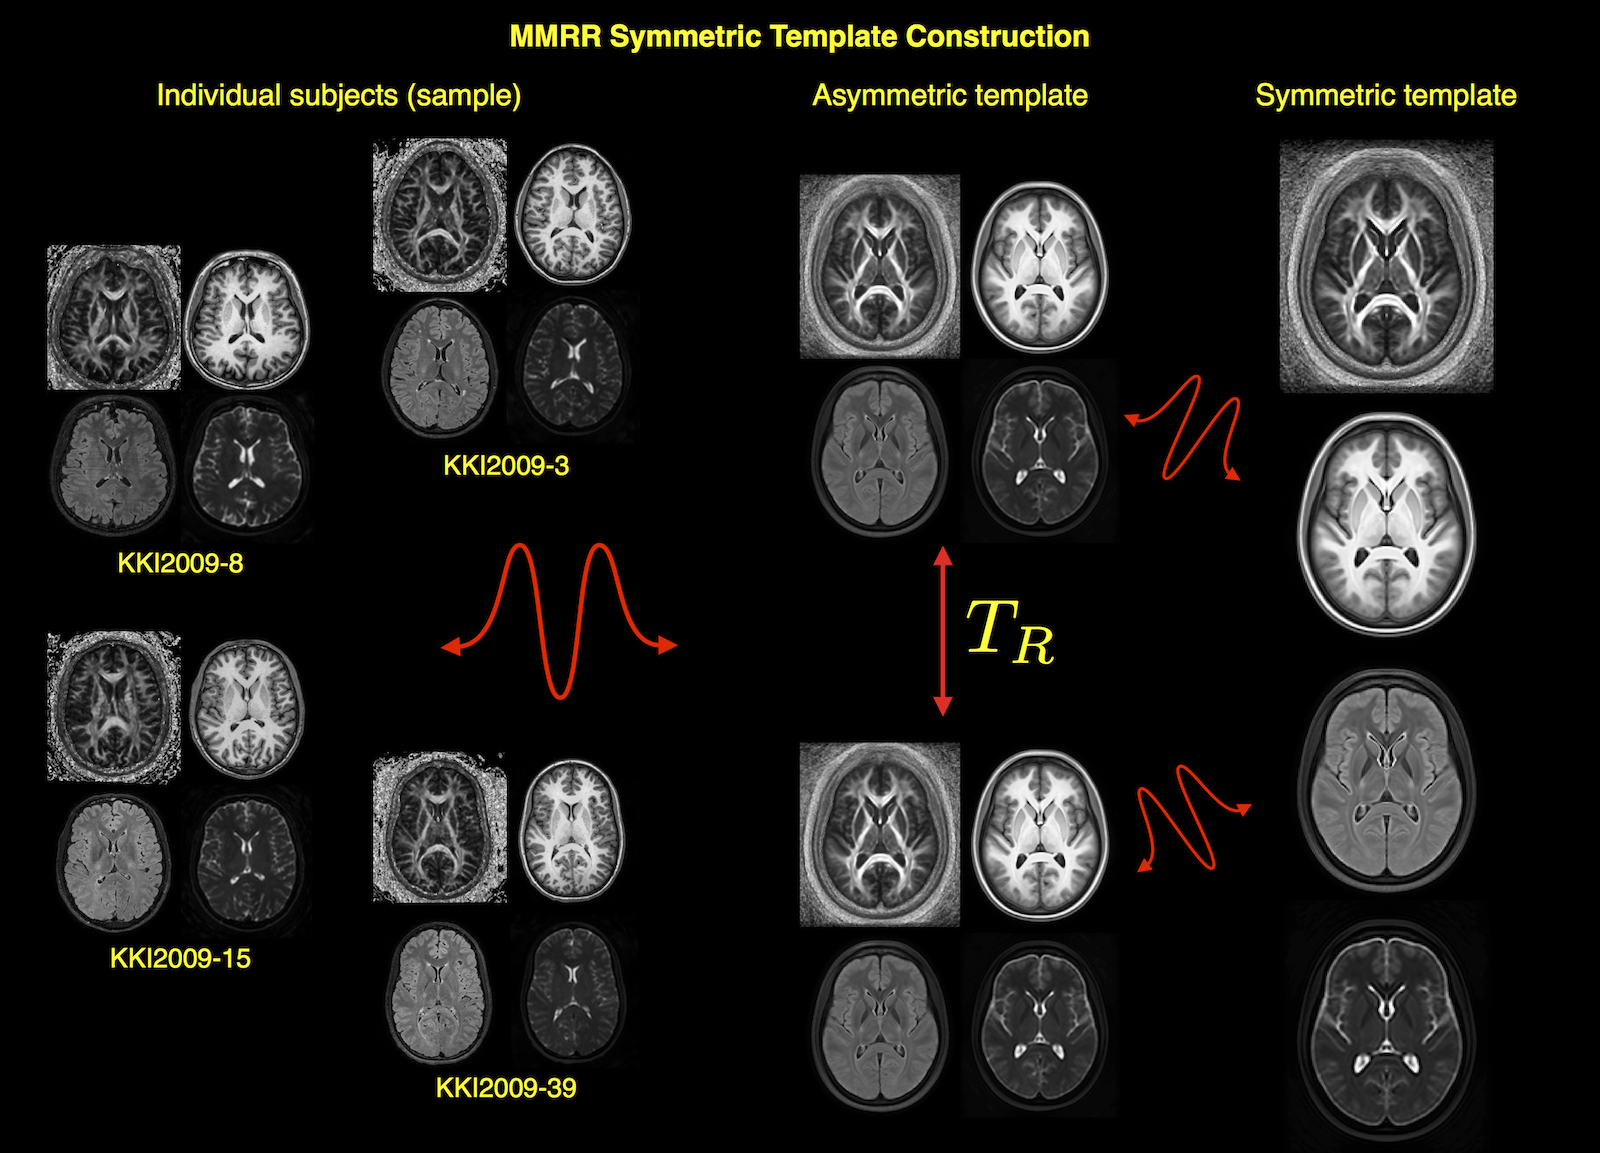 MMRR Symmetric Template Construction
Individual subjects (sample)
Asymmetric template
Symmetric template
KKI2009-3
KKI2009-8
T_R
KKI2009-15
KKI2009-39